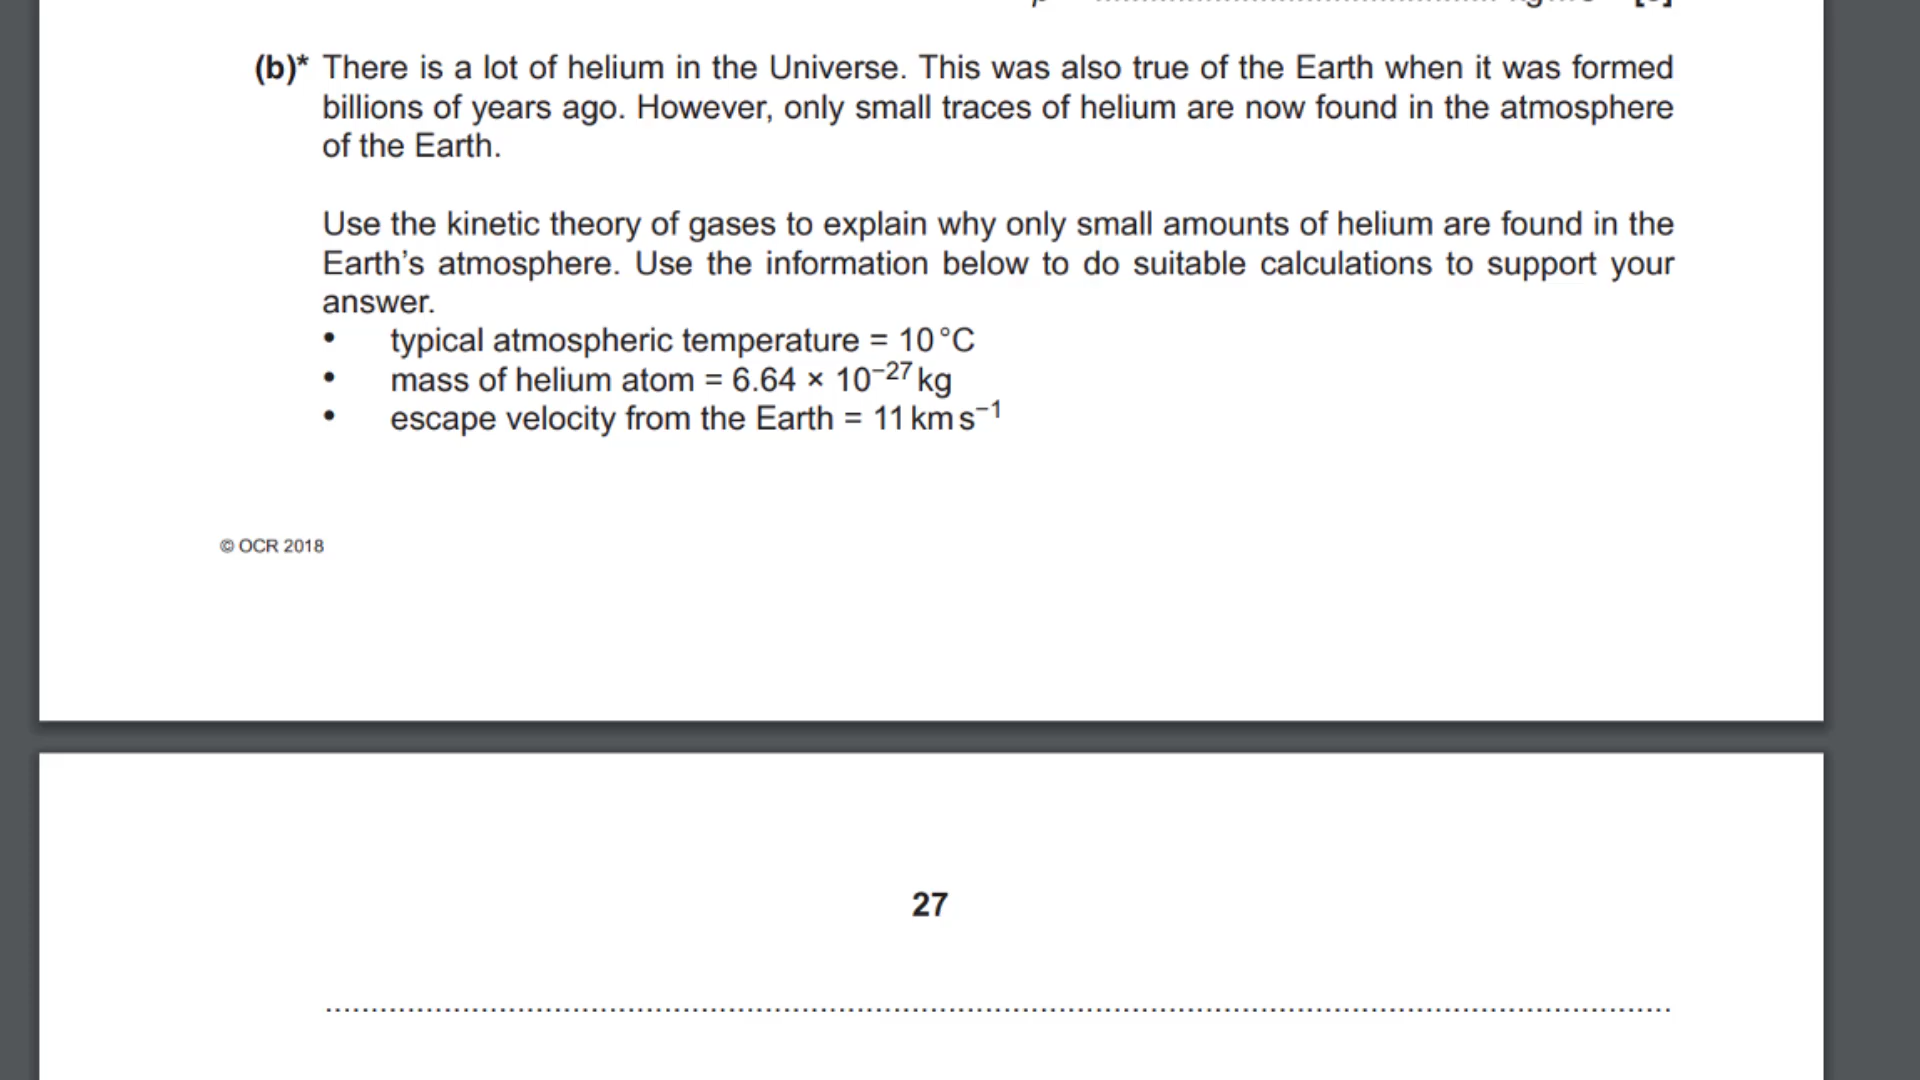 (b)* There is a lot of helium in the Universe. This was also true of the Earth when it was formed
billions of years ago. However, only small traces of helium are now found in the atmosphere
of the Earth.
Use the kinetic theory of gases to explain why only small amounts of helium are found in the
Earth’s atmosphere. Use the information below to do suitable calculations to support your
answer.
• typical atmospheric temperature = 10 °C
• mass of helium atom = 6.64 × 10⁻²⁷ kg
• escape velocity from the Earth = 11 km s⁻¹
© OCR 2018
27